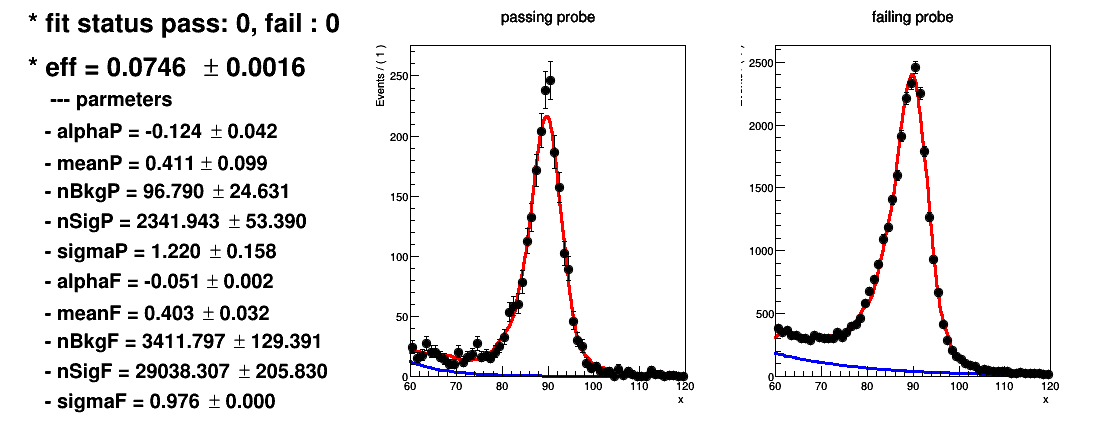 * fit status pass: 0, fail : 0
* eff = 0.0746 ± 0.0016
--- parmeters
- alphaP = -0.124 ± 0.042
- meanP = 0.411 ± 0.099
- nBkgP = 96.790 ± 24.631
- nSigP = 2341.943 ± 53.390
- sigmaP = 1.220 ± 0.158
- alphaF = -0.051 ± 0.002
- meanF = 0.403 ± 0.032
- nBkgF = 3411.797 ± 129.391
- nSigF = 29038.307 ± 205.830
- sigmaF = 0.976 ± 0.000
passing probe
Events / ( 1 )
250
200
150
100
50
0
60 70 80 90 100 110 120
x
failing probe
2500
2000
1500
1000
500
0
60 70 80 90 100 110 120
x